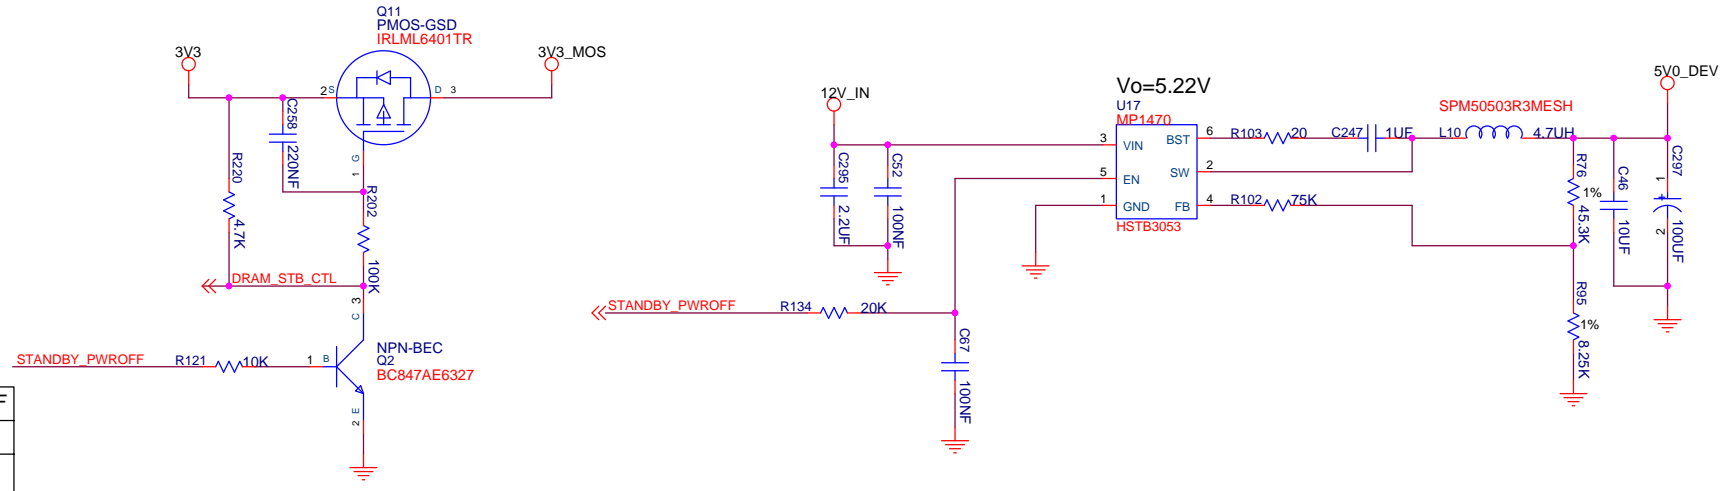 Q11
PMOS-GSD
IRLML6401TR
3V3
3V3_MOS
2
S
D
3
C258
220NF
G
1
R220
4.7K
R202
100K
DRAM_STB_CTL
3
C
STANDBY_PWROFF
R121
10K
1
B
NPN-BEC
Q2
BC847AE6327
E
2
F
Vo=5.22V
U17
MP1470
12V_IN
3
VIN
BST
6
R103
20
C247
1UF
L10
4.7UH
SPM50503R3MESH
5V0_DEV
5
EN
SW
2
1
GND
FB
4
R102
75K
HSTB3053
C295
2.2UF
C52
100NF
R76
1%
45.3K
C46
10UF
C297
1
2
100UF
STANDBY_PWROFF
R134
20K
C67
100NF
R95
1%
8.25K